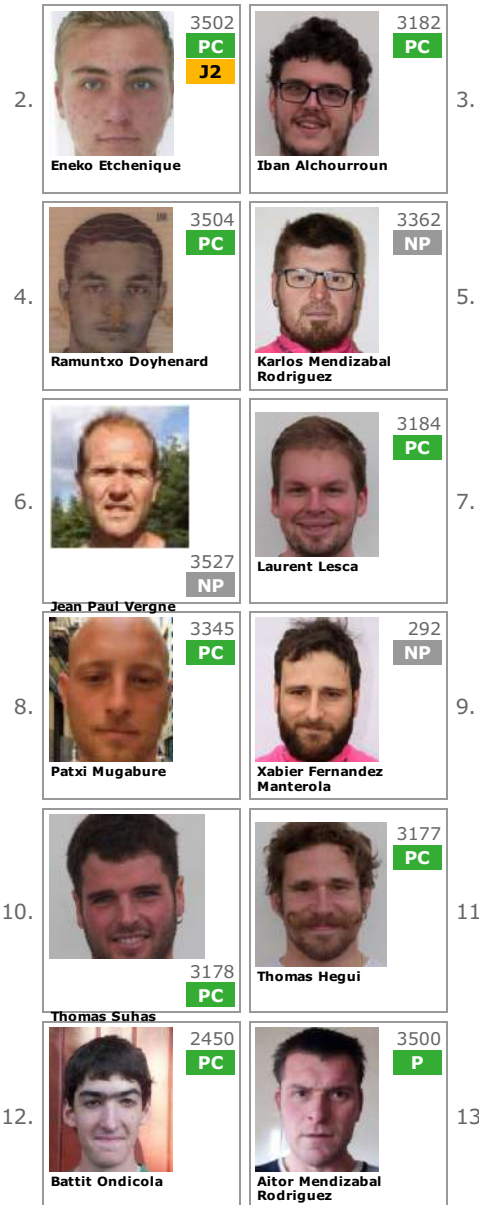 2.
3502
PC
J2
Eneko Etchenique
3182
PC
Iban Alchourroun
3.
4.
3504
PC
Ramuntxo Doyhenard
3362
NP
Karlos Mendizabal
Rodriguez
5.
6.
3527
NP
Jean Paul Vergne
3184
PC
Laurent Lesca
7.
8.
3345
PC
Patxi Mugabure
292
NP
Xabier Fernandez
Manterola
9.
10.
3178
PC
Thomas Suhas
3177
PC
Thomas Hegui
11
12.
2450
PC
Battit Ondicola
3500
P
Aitor Mendizabal
Rodriguez
13